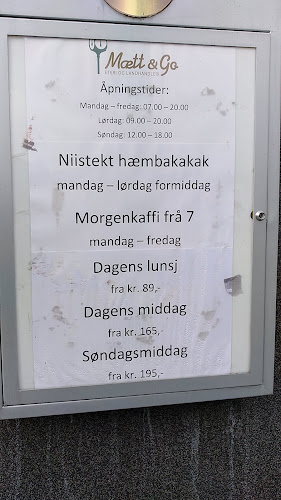 Mætt & Go
Åpningstider:
Mandag – fredag: 07.00 – 20.00
Lørdag: 09.00 – 20.00
Søndag: 12.00 – 18.00
Niistekt hæmbakakak
mandag – lørdag formiddag
Morgenkaffi frå 7
mandag – fredag
Dagens lunsj
fra kr. 89,-
Dagens middag
fra kr. 165,-
Søndagsmiddag
fra kr. 195,-